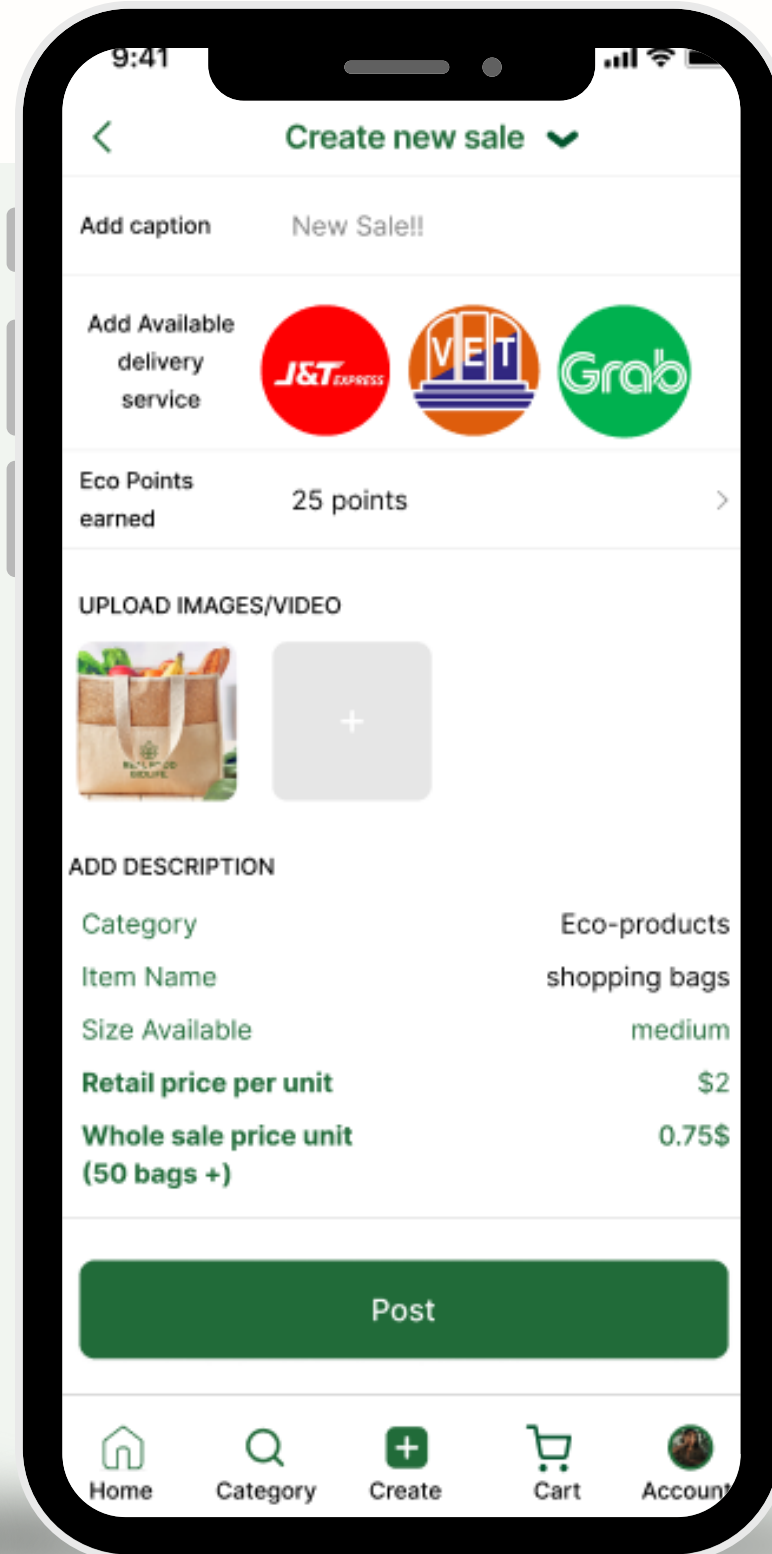 9:41
Create new sale
Add caption
New Sale!!
Add Available
delivery
service
J&T EXPRESS
VET
Grab
Eco Points
earned
25 points
UPLOAD IMAGES/VIDEO
+
ADD DESCRIPTION
Category
Eco-products
Item Name
shopping bags
Size Available
medium
Retail price per unit
$2
Whole sale price unit
0.75$
(50 bags +)
Post
Home
Category
Create
Cart
Account